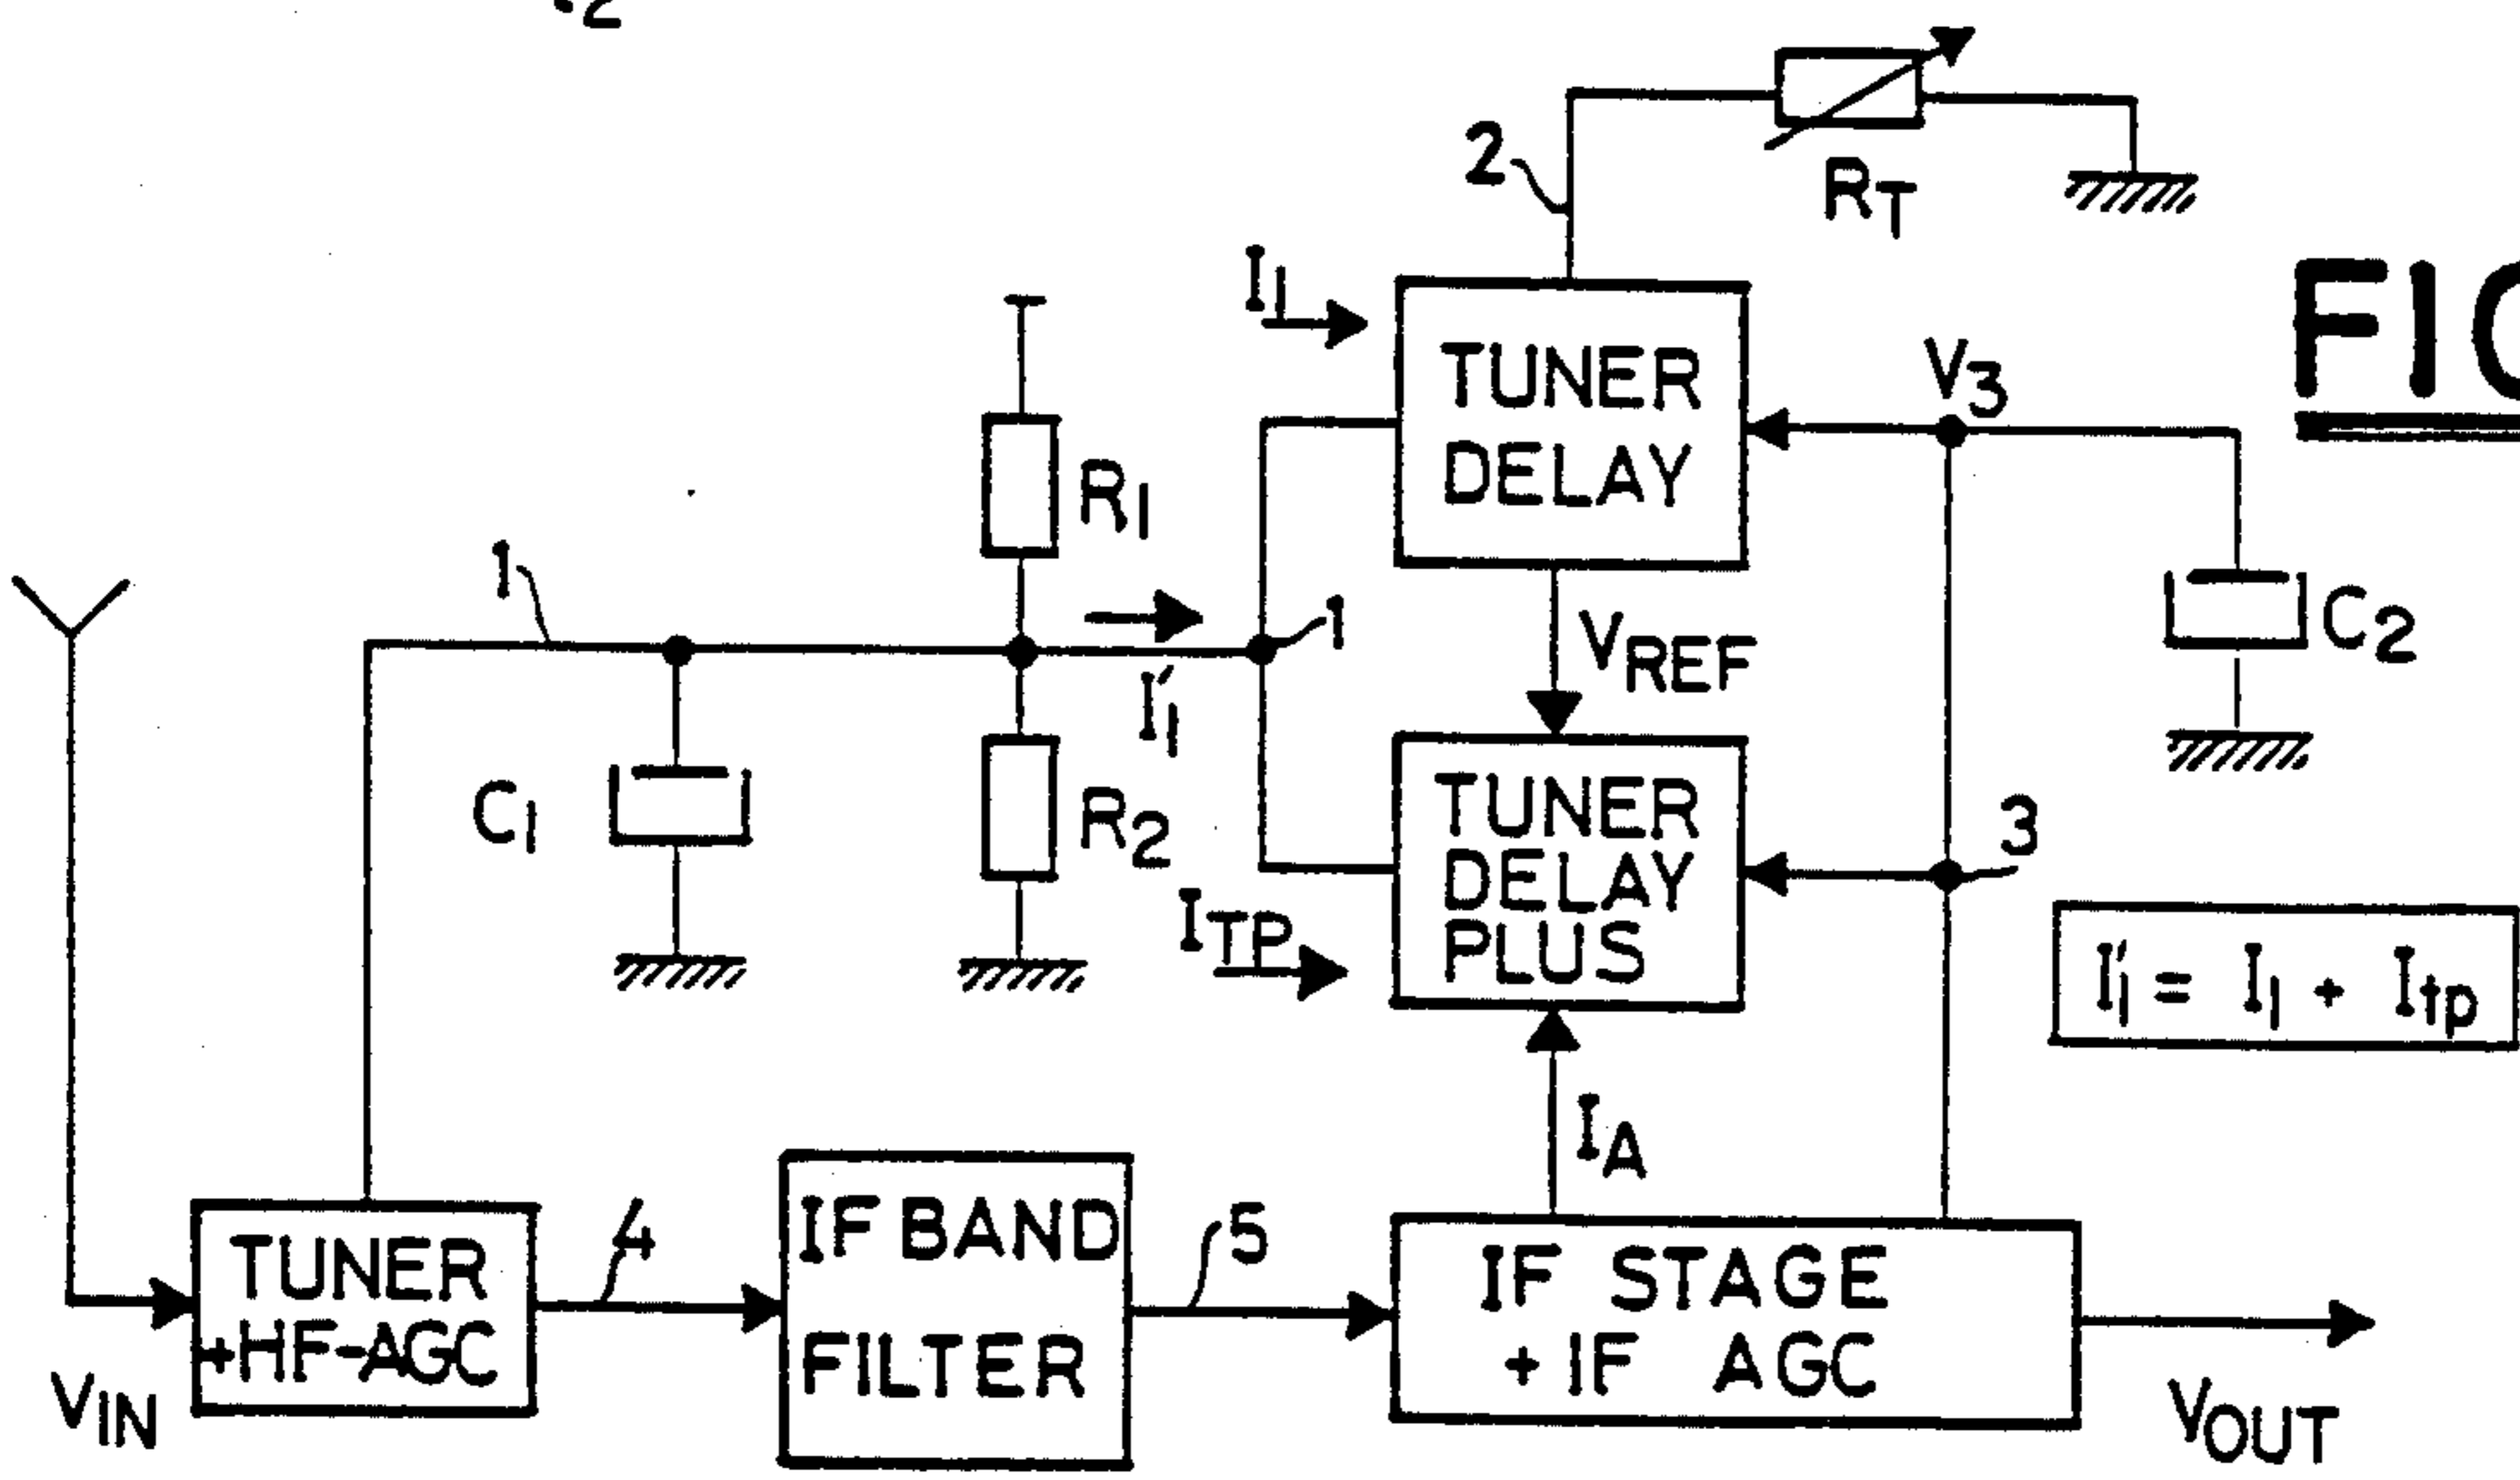 2
R_T
I_1
FIG
TUNER
DELAY
V_3
R_1
1
1
V_REF
C_2
I'_1
C_1
R_2
TUNER
DELAY
PLUS
3
I_TP
I'_1 = I_1 + I_tp
I_A
TUNER
+HF-AGC
4
IF BAND
FILTER
5
IF STAGE
+ IF AGC
V_IN
V_OUT